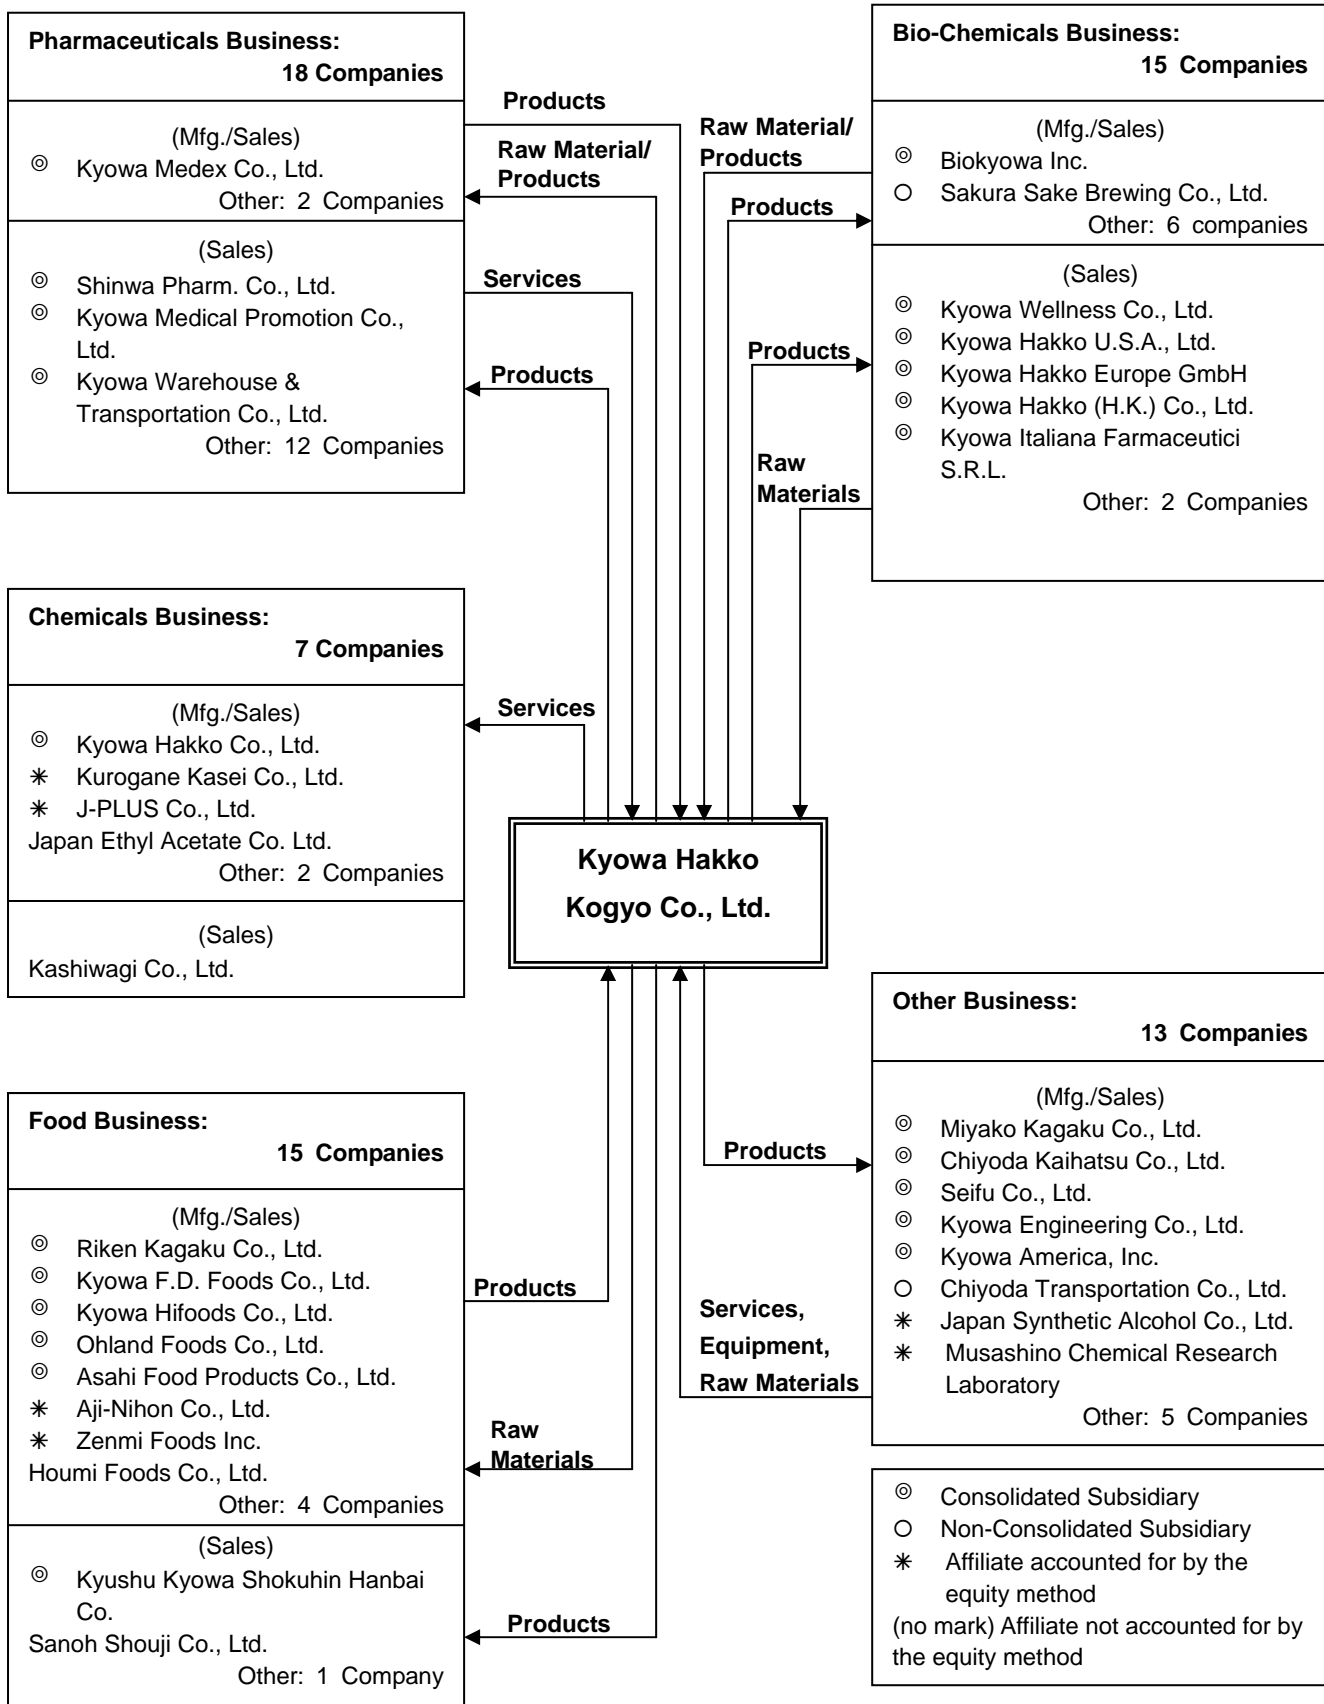 Pharmaceuticals Business:
18 Companies
(Mfg./Sales)
◎ Kyowa Medex Co., Ltd.
Other: 2 Companies
(Sales)
◎ Shinwa Pharm. Co., Ltd.
◎ Kyowa Medical Promotion Co.,
Ltd.
◎ Kyowa Warehouse &
Transportation Co., Ltd.
Other: 12 Companies
Products
Raw Material/
Products
Services
Products
Raw Material/
Products
Products
Products
Raw
Materials
Bio-Chemicals Business:
15 Companies
(Mfg./Sales)
◎ Biokyowa Inc.
○ Sakura Sake Brewing Co., Ltd.
Other: 6 companies
(Sales)
◎ Kyowa Wellness Co., Ltd.
◎ Kyowa Hakko U.S.A., Ltd.
◎ Kyowa Hakko Europe GmbH
◎ Kyowa Hakko (H.K.) Co., Ltd.
◎ Kyowa Italiana Farmaceutici
S.R.L.
Other: 2 Companies
Chemicals Business:
7 Companies
(Mfg./Sales)
◎ Kyowa Hakko Co., Ltd.
✳ Kurogane Kasei Co., Ltd.
✳ J-PLUS Co., Ltd.
Japan Ethyl Acetate Co. Ltd.
Other: 2 Companies
(Sales)
Kashiwagi Co., Ltd.
Services
Kyowa Hakko
Kogyo Co., Ltd.
Food Business:
15 Companies
(Mfg./Sales)
◎ Riken Kagaku Co., Ltd.
◎ Kyowa F.D. Foods Co., Ltd.
◎ Kyowa Hifoods Co., Ltd.
◎ Ohland Foods Co., Ltd.
◎ Asahi Food Products Co., Ltd.
✳ Aji-Nihon Co., Ltd.
✳ Zenmi Foods Inc.
Houmi Foods Co., Ltd.
Other: 4 Companies
(Sales)
◎ Kyushu Kyowa Shokuhin Hanbai
Co.
Sanoh Shouji Co., Ltd.
Other: 1 Company
Products
Raw
Materials
Products
Products
Services,
Equipment,
Raw Materials
Other Business:
13 Companies
(Mfg./Sales)
◎ Miyako Kagaku Co., Ltd.
◎ Chiyoda Kaihatsu Co., Ltd.
◎ Seifu Co., Ltd.
◎ Kyowa Engineering Co., Ltd.
◎ Kyowa America, Inc.
○ Chiyoda Transportation Co., Ltd.
✳ Japan Synthetic Alcohol Co., Ltd.
✳ Musashino Chemical Research
Laboratory
Other: 5 Companies
◎ Consolidated Subsidiary
○ Non-Consolidated Subsidiary
✳ Affiliate accounted for by the
equity method
(no mark) Affiliate not accounted for by
the equity method